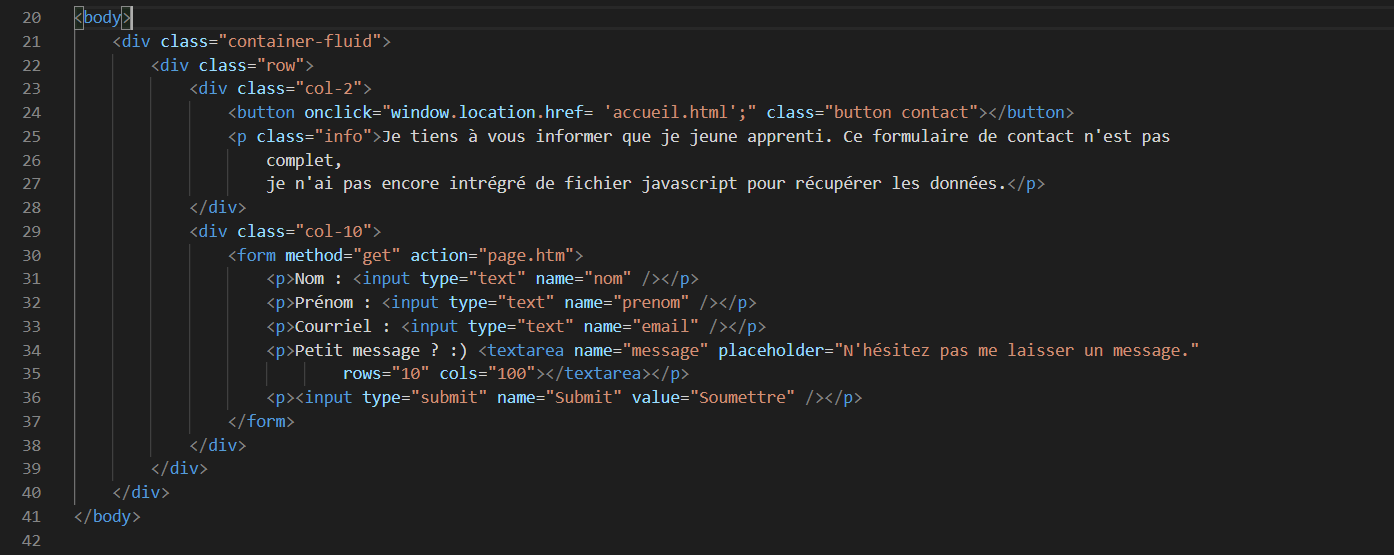 20 <body>
21 <div class="container-fluid">
22 <div class="row">
23 <div class="col-2">
24 <button onclick="window.location.href= 'accueil.html';" class="button contact"></button>
25 <p class="info">Je tiens à vous informer que je jeune apprenti. Ce formulaire de contact n'est pas
26 complet,
27 je n'ai pas encore intrégré de fichier javascript pour récupérer les données.</p>
28 </div>
29 <div class="col-10">
30 <form method="get" action="page.htm">
31 <p>Nom : <input type="text" name="nom" /></p>
32 <p>Prénom : <input type="text" name="prenom" /></p>
33 <p>Courriel : <input type="text" name="email" /></p>
34 <p>Petit message ? :) <textarea name="message" placeholder="N'hésitez pas me laisser un message."
35 rows="10" cols="100"></textarea></p>
36 <p><input type="submit" name="Submit" value="Soumettre" /></p>
37 </form>
38 </div>
39 </div>
40 </div>
41 </body>
42